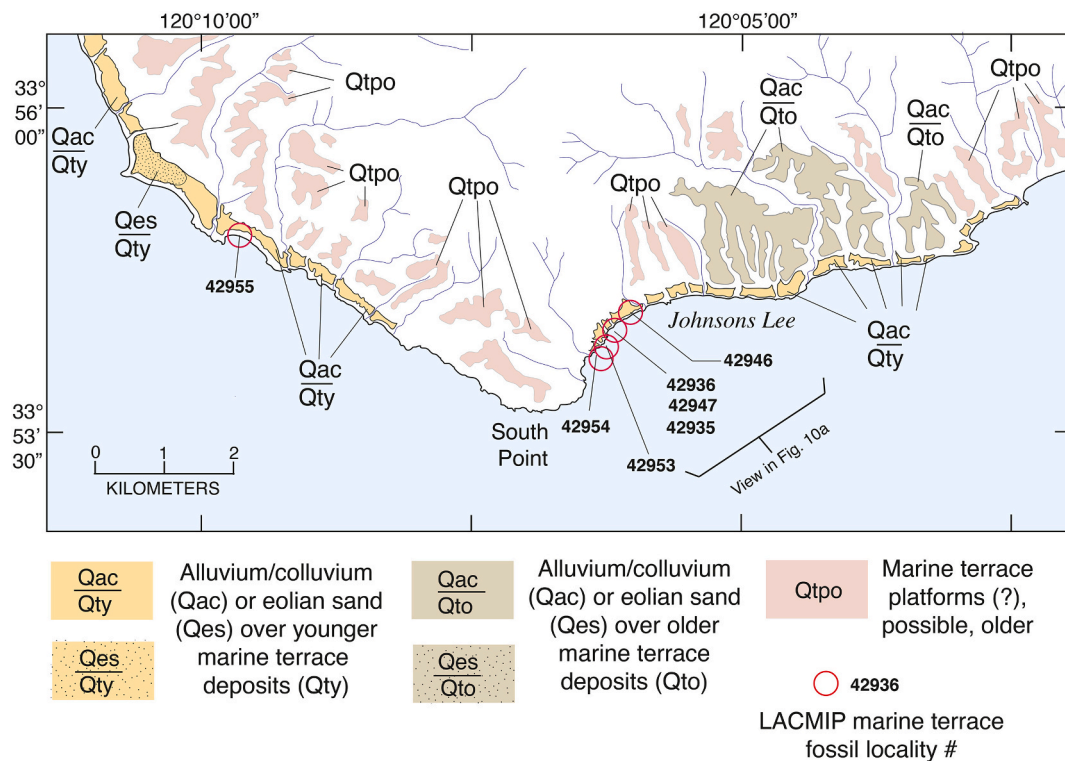 120°10'00"
120°05'00"
33°
56'
00"
33°
53'
30"
Qac
Qty
Qes
Qty
42955
Qac
Qty
Qtpo
Qtpo
Qtpo
Qtpo
Qac
Qto
Qac
Qto
Qtpo
Johnsons Lee
Qac
Qty
42946
42936
42947
42935
42954
42953
South
Point
View in Fig. 10a
0 1 2
KILOMETERS
Qac
Qty
Qes
Qty
Alluvium/colluvium
(Qac) or eolian sand
(Qes) over younger
marine terrace
deposits (Qty)
Qac
Qto
Qes
Qto
Alluvium/colluvium
(Qac) or eolian sand
(Qes) over older
marine terrace
deposits (Qto)
Qtpo
Marine terrace
platforms (?),
possible, older
42936
LACMIP marine terrace
fossil locality #